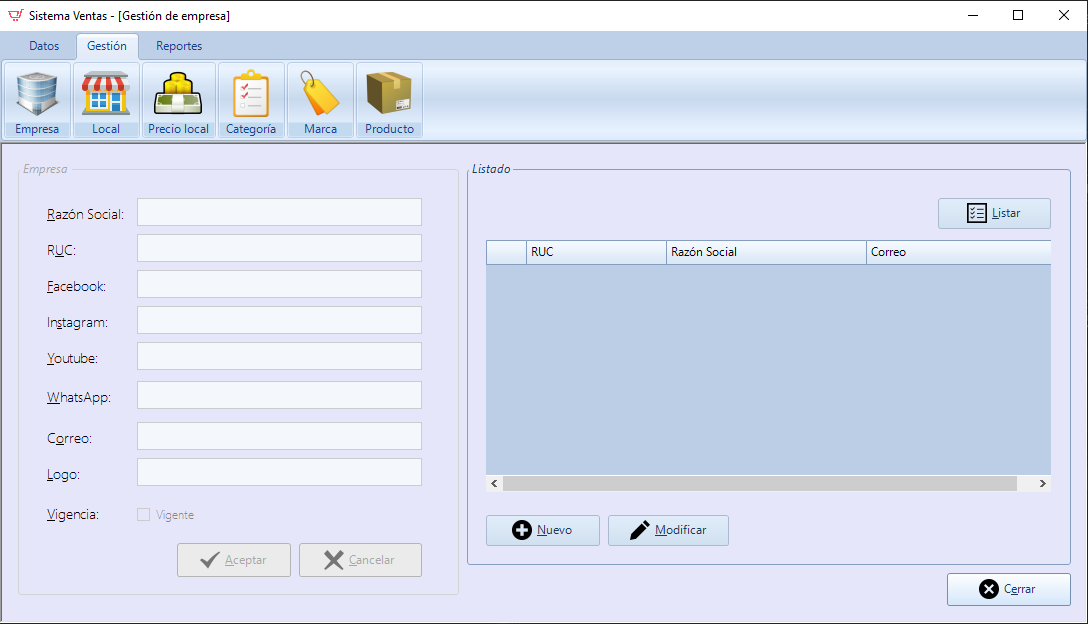 Sistema Ventas - [Gestión de empresa]
Datos Gestión Reportes
Empresa Local Precio local Categoría Marca Producto
Empresa
Razón Social:
RUC:
Facebook:
Instagram:
Youtube:
WhatsApp:
Correo:
Logo:
Vigencia: Vigente
Aceptar Cancelar
Listado
Listar
RUC Razón Social Correo
Nuevo Modificar
Cerrar